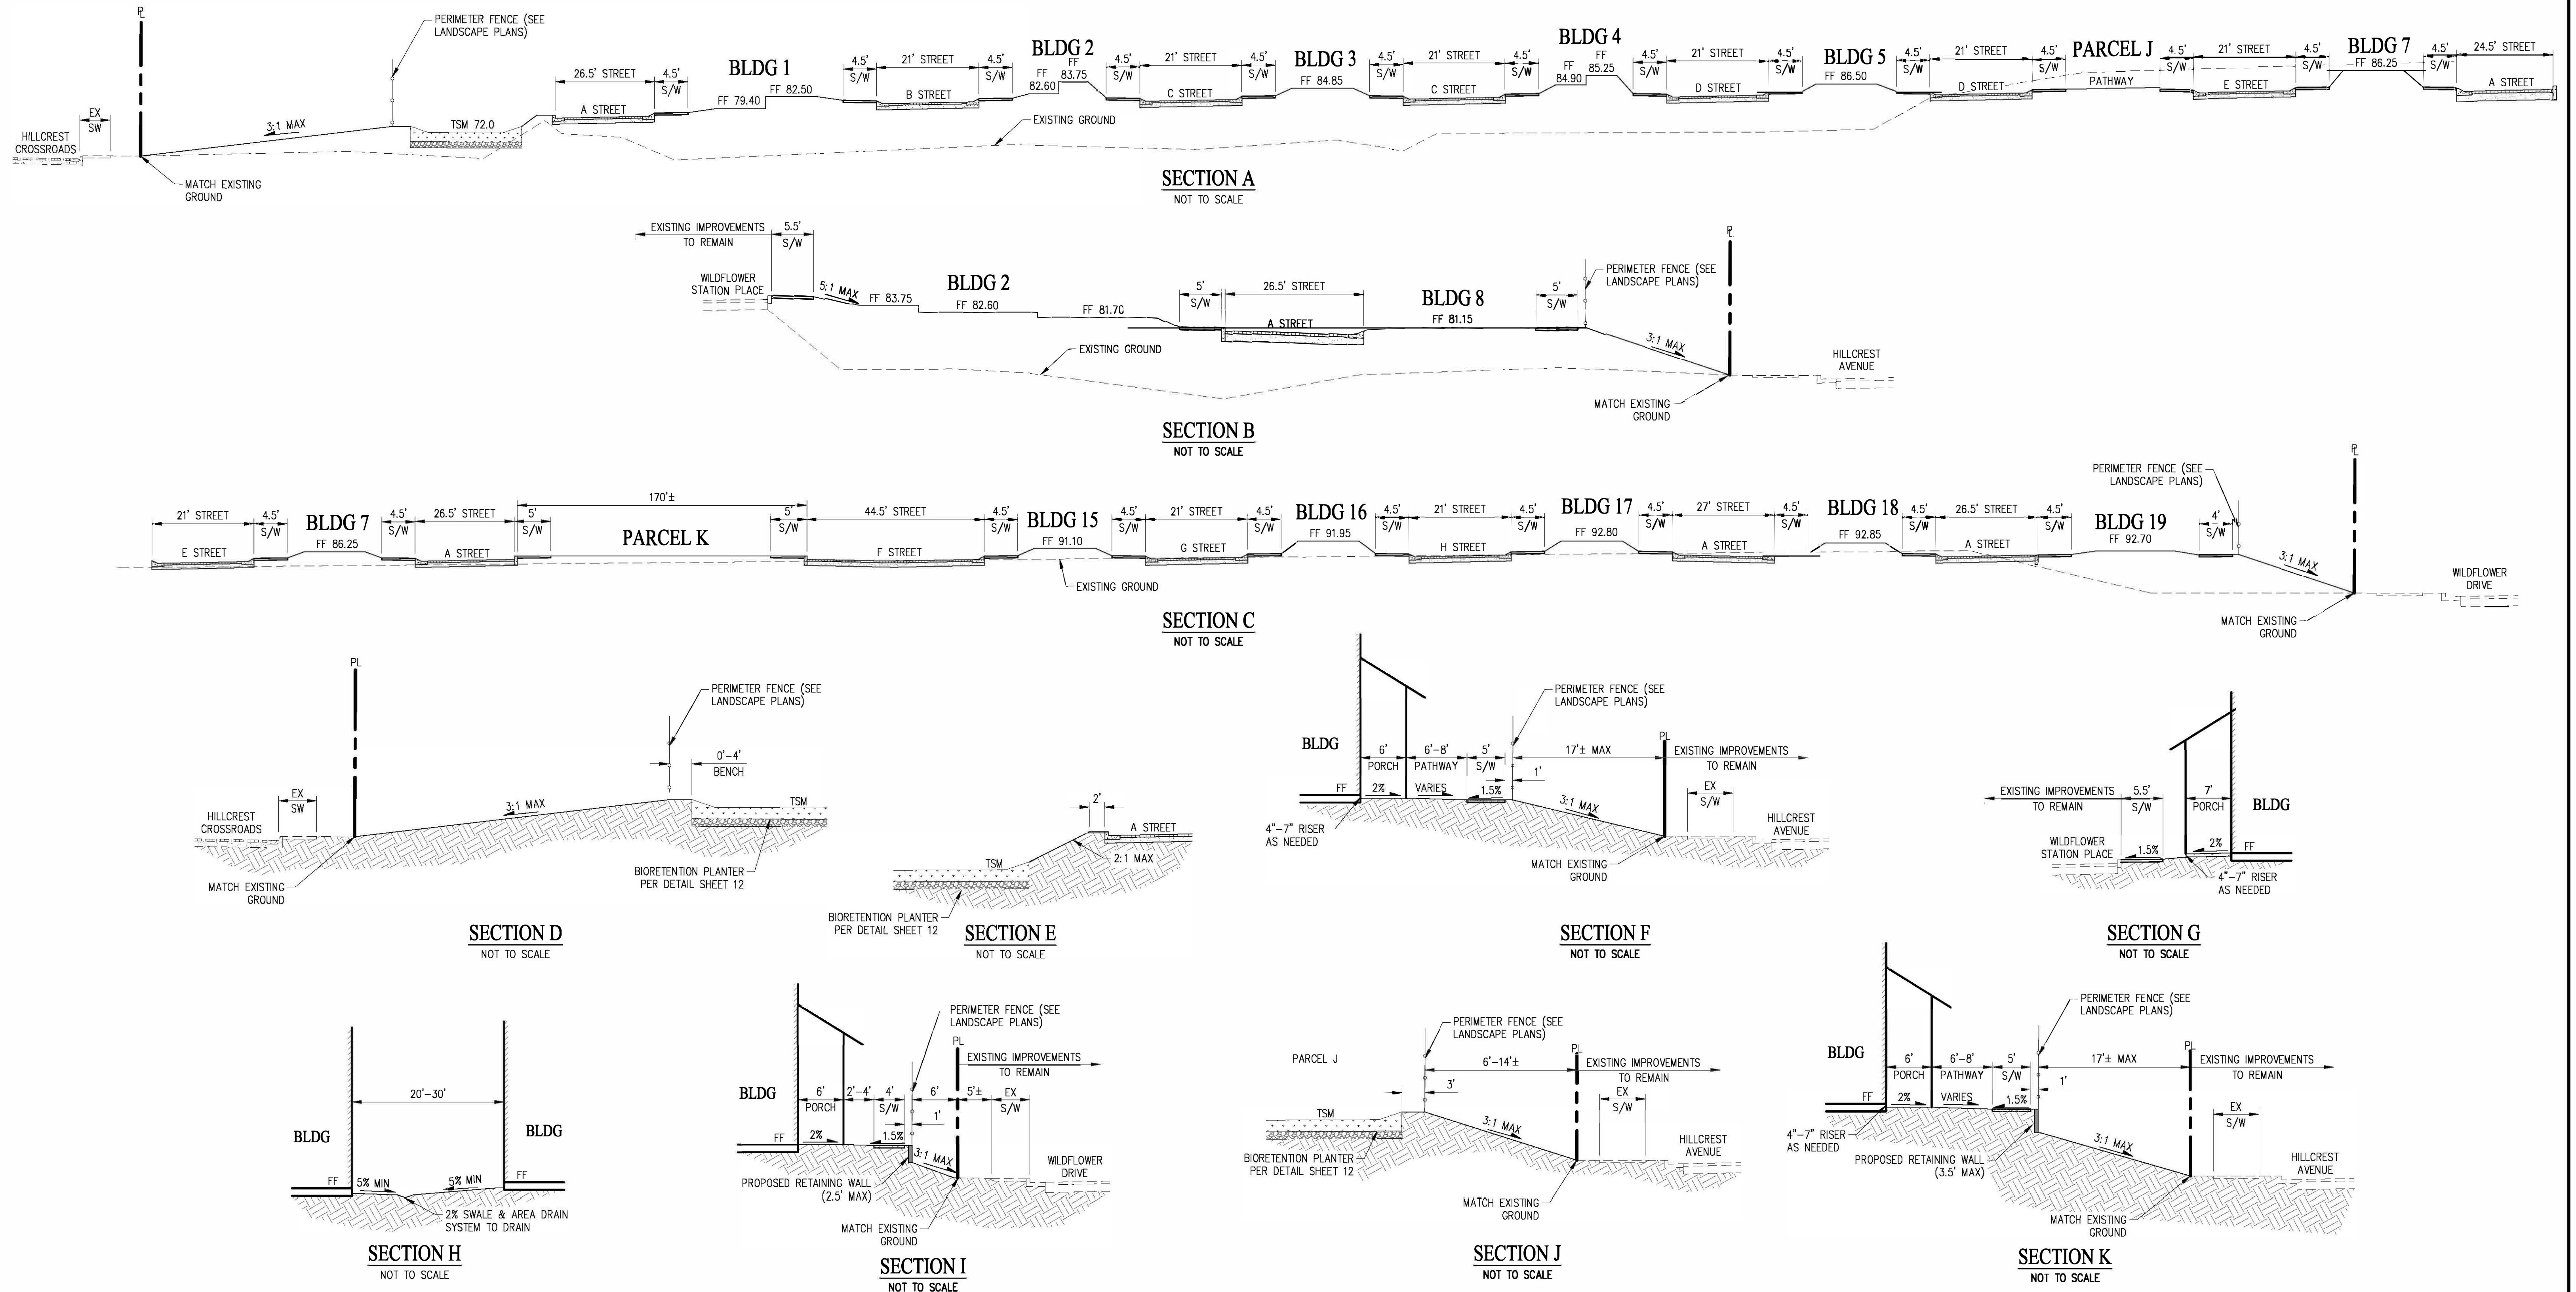 PL
PERIMETER FENCE (SEE
LANDSCAPE PLANS)
EX
SW
HILLCREST
CROSSROADS
3:1 MAX
MATCH EXISTING
GROUND
TSM 72.0
26.5' STREET
A STREET
4.5'
S/W
BLDG 1
FF 79.40
FF 82.50
4.5'
S/W
21' STREET
B STREET
4.5'
S/W
BLDG 2
FF
82.60
FF
83.75
4.5'
S/W
21' STREET
C STREET
4.5'
S/W
BLDG 3
FF 84.85
4.5'
S/W
21' STREET
C STREET
4.5'
S/W
BLDG 4
FF
84.90
FF
85.25
4.5'
S/W
21' STREET
D STREET
4.5'
S/W
BLDG 5
FF 86.50
4.5'
S/W
21' STREET
D STREET
4.5'
S/W
PARCEL J
PATHWAY
4.5'
S/W
21' STREET
E STREET
4.5'
S/W
BLDG 7
FF 86.25
4.5'
S/W
24.5' STREET
A STREET
EXISTING GROUND
SECTION A
NOT TO SCALE
EXISTING IMPROVEMENTS
TO REMAIN
5.5'
S/W
WILDFLOWER
STATION PLACE
5:1 MAX
BLDG 2
FF 83.75
FF 82.60
FF 81.70
5'
S/W
26.5' STREET
A STREET
BLDG 8
FF 81.15
5'
S/W
PERIMETER FENCE (SEE
LANDSCAPE PLANS)
PL
3:1 MAX
EXISTING GROUND
HILLCREST
AVENUE
MATCH EXISTING
GROUND
SECTION B
NOT TO SCALE
21' STREET
E STREET
4.5'
S/W
BLDG 7
FF 86.25
4.5'
S/W
26.5' STREET
A STREET
5'
S/W
170'±
PARCEL K
5'
S/W
44.5' STREET
F STREET
4.5'
S/W
BLDG 15
FF 91.10
4.5'
S/W
21' STREET
G STREET
4.5'
S/W
BLDG 16
FF 91.95
4.5'
S/W
21' STREET
H STREET
4.5'
S/W
BLDG 17
FF 92.80
4.5'
S/W
27' STREET
A STREET
4.5'
S/W
BLDG 18
FF 92.85
4.5'
S/W
26.5' STREET
A STREET
4.5'
S/W
BLDG 19
FF 92.70
4'
S/W
PERIMETER FENCE (SEE
LANDSCAPE PLANS)
PL
3:1 MAX
WILDFLOWER
DRIVE
MATCH EXISTING
GROUND
EXISTING GROUND
SECTION C
NOT TO SCALE
PL
PERIMETER FENCE (SEE
LANDSCAPE PLANS)
0'-4'
BENCH
EX
SW
HILLCREST
CROSSROADS
3:1 MAX
TSM
MATCH EXISTING
GROUND
BIORETENTION PLANTER
PER DETAIL SHEET 12
SECTION D
NOT TO SCALE
2'
A STREET
2:1 MAX
TSM
BIORETENTION PLANTER
PER DETAIL SHEET 12
SECTION E
NOT TO SCALE
PERIMETER FENCE (SEE
LANDSCAPE PLANS)
BLDG
6'
PORCH
6'-8'
PATHWAY
5'
S/W
17'± MAX
PL
EXISTING IMPROVEMENTS
TO REMAIN
1'
FF
2%
VARIES
1.5%
3:1 MAX
EX
S/W
HILLCREST
AVENUE
4"-7" RISER
AS NEEDED
MATCH EXISTING
GROUND
SECTION F
NOT TO SCALE
EXISTING IMPROVEMENTS
TO REMAIN
5.5'
S/W
7'
PORCH
BLDG
WILDFLOWER
STATION PLACE
1.5%
2%
FF
4"-7" RISER
AS NEEDED
SECTION G
NOT TO SCALE
20'-30'
BLDG
BLDG
FF
5% MIN
5% MIN
FF
2% SWALE & AREA DRAIN
SYSTEM TO DRAIN
SECTION H
NOT TO SCALE
PERIMETER FENCE (SEE
LANDSCAPE PLANS)
PL
EXISTING IMPROVEMENTS
TO REMAIN
BLDG
6'
PORCH
2'-4'
4'
S/W
6'
5'±
EX
S/W
1'
FF
2%
1.5%
3:1 MAX
WILDFLOWER
DRIVE
PROPOSED RETAINING WALL
(2.5' MAX)
MATCH EXISTING
GROUND
SECTION I
NOT TO SCALE
PARCEL J
PERIMETER FENCE (SEE
LANDSCAPE PLANS)
6'-14'±
PL
EXISTING IMPROVEMENTS
TO REMAIN
3'
EX
S/W
TSM
3:1 MAX
HILLCREST
AVENUE
BIORETENTION PLANTER
PER DETAIL SHEET 12
MATCH EXISTING
GROUND
SECTION J
NOT TO SCALE
PERIMETER FENCE (SEE
LANDSCAPE PLANS)
BLDG
6'
PORCH
6'-8'
PATHWAY
5'
S/W
17'± MAX
PL
EXISTING IMPROVEMENTS
TO REMAIN
1'
FF
2%
VARIES
1.5%
EX
S/W
3:1 MAX
4"-7" RISER
AS NEEDED
PROPOSED RETAINING WALL
(3.5' MAX)
HILLCREST
AVENUE
MATCH EXISTING
GROUND
SECTION K
NOT TO SCALE